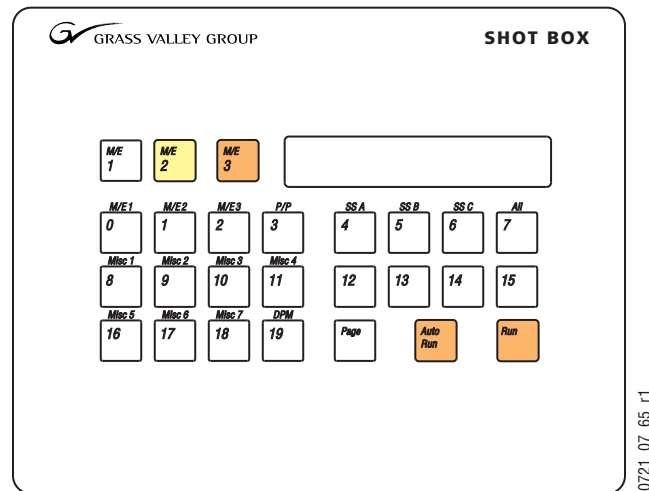 GRASS VALLEY GROUP
SHOT BOX
M/E 1
M/E 2
M/E 3
M/E1 M/E2 M/E3 P/P SS A SS B SS C All
0 1 2 3 4 5 6 7
Misc 1 Misc 2 Misc 3 Misc 4
8 9 10 11 12 13 14 15
Misc 5 Misc 6 Misc 7 DPM
16 17 18 19 Page Auto Run Run
0721_07_65_r1